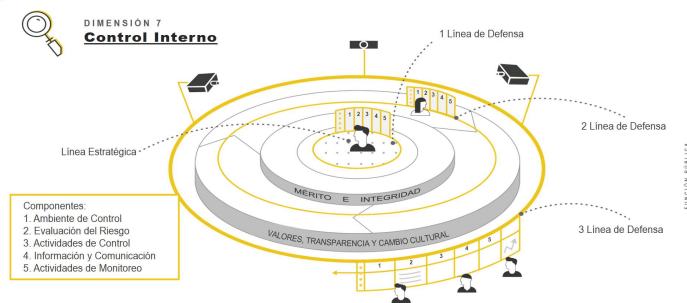 DIMENSIÓN 7
Control Interno
1 Línea de Defensa
1 2 3 4 5
1 2 3 4 5
2 Línea de Defensa
Línea Estratégica
MÉRITO E INTEGRIDAD
VALORES, TRANSPARENCIA Y CAMBIO CULTURAL
3 Línea de Defensa
1 2 3 4 5
Componentes:
1. Ambiente de Control
2. Evaluación del Riesgo
3. Actividades de Control
4. Información y Comunicación
5. Actividades de Monitoreo
FUNCIÓN PÚBLICA